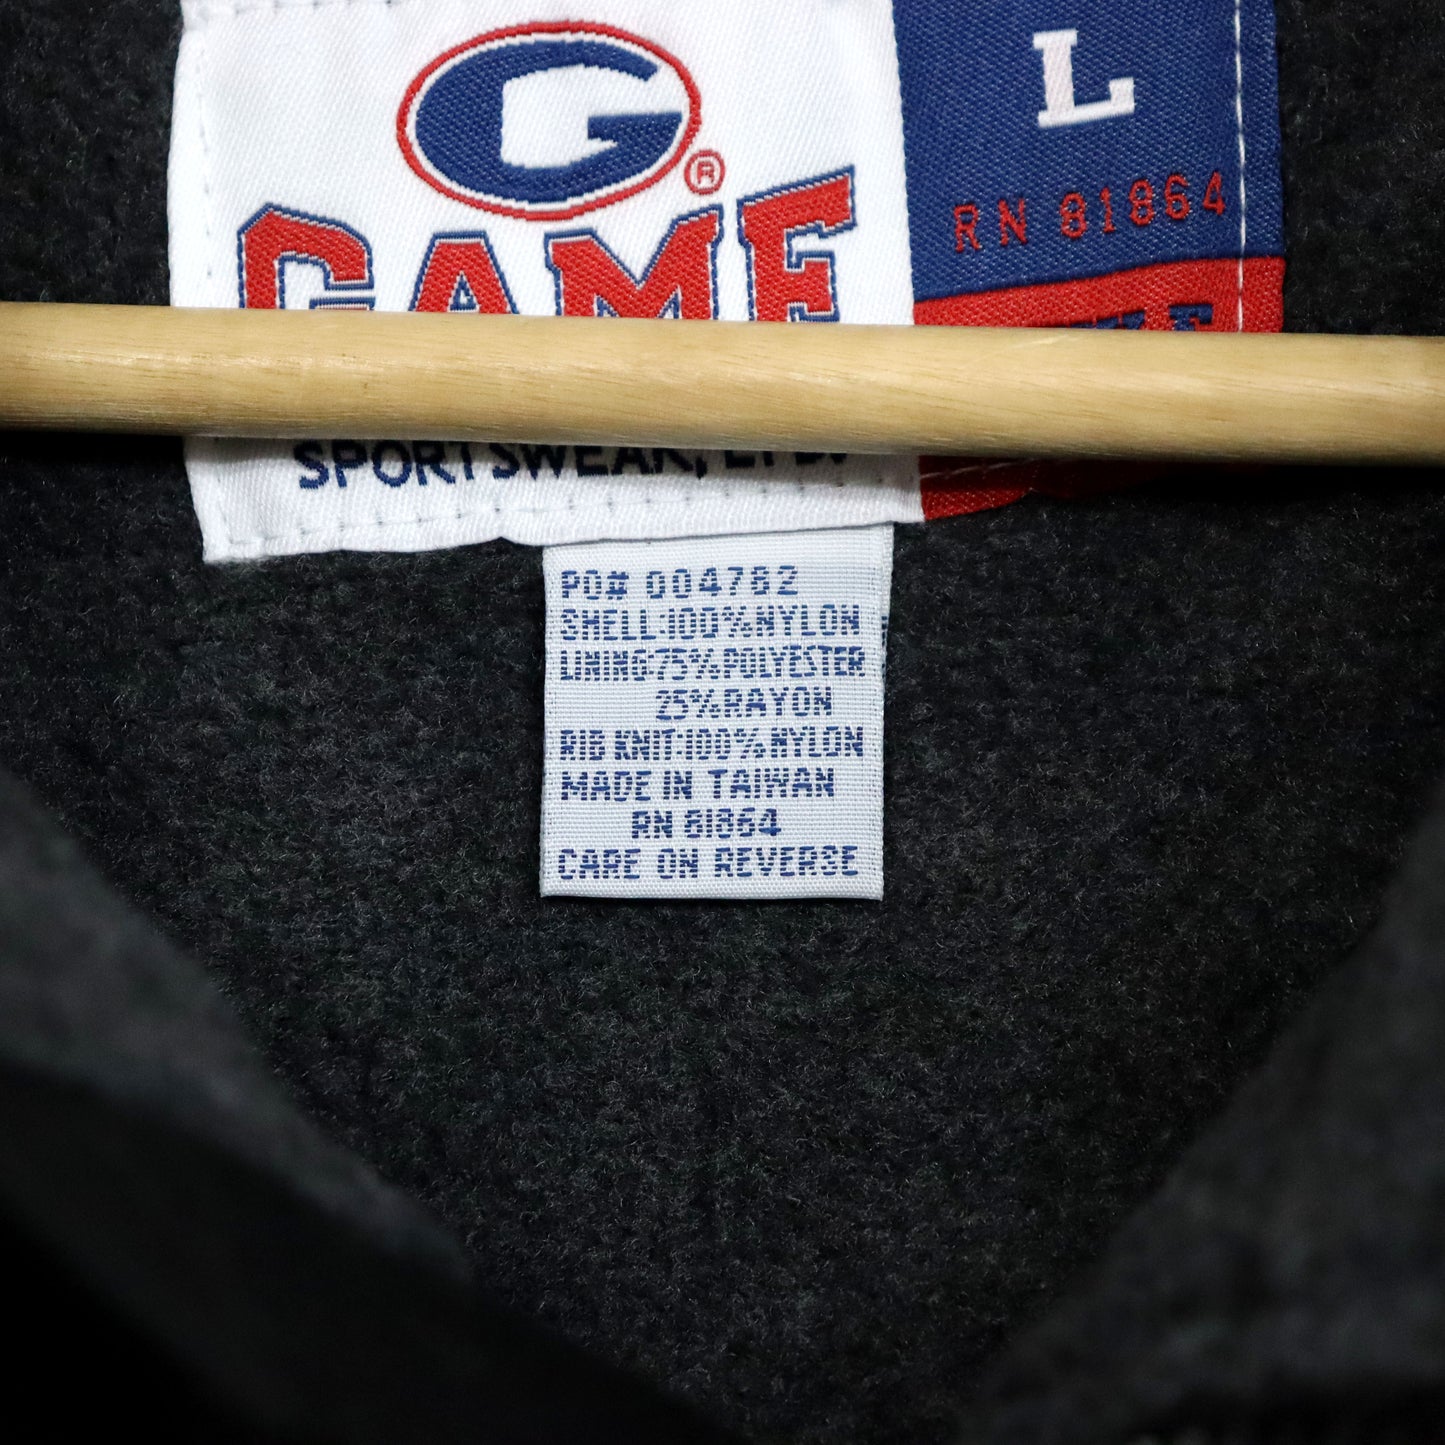 G ®
GAME
SPORTSWEAR, LTD.
L
RN 81864
PO# 004782
SHELL:100%NYLON
LINING:75%POLYESTER
25%RAYON
RIB KNIT:100%NYLON
MADE IN TAIWAN
RN 81864
CARE ON REVERSE